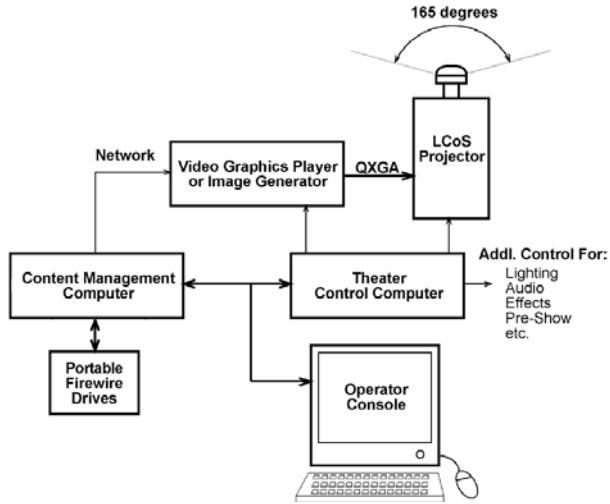 165 degrees
LCoS
Projector
Network
Video Graphics Player
or Image Generator
QXGA
Addl. Control For:
Lighting
Audio
Effects
Pre-Show
etc.
Content Management
Computer
Theater
Control Computer
Portable
Firewire
Drives
Operator
Console